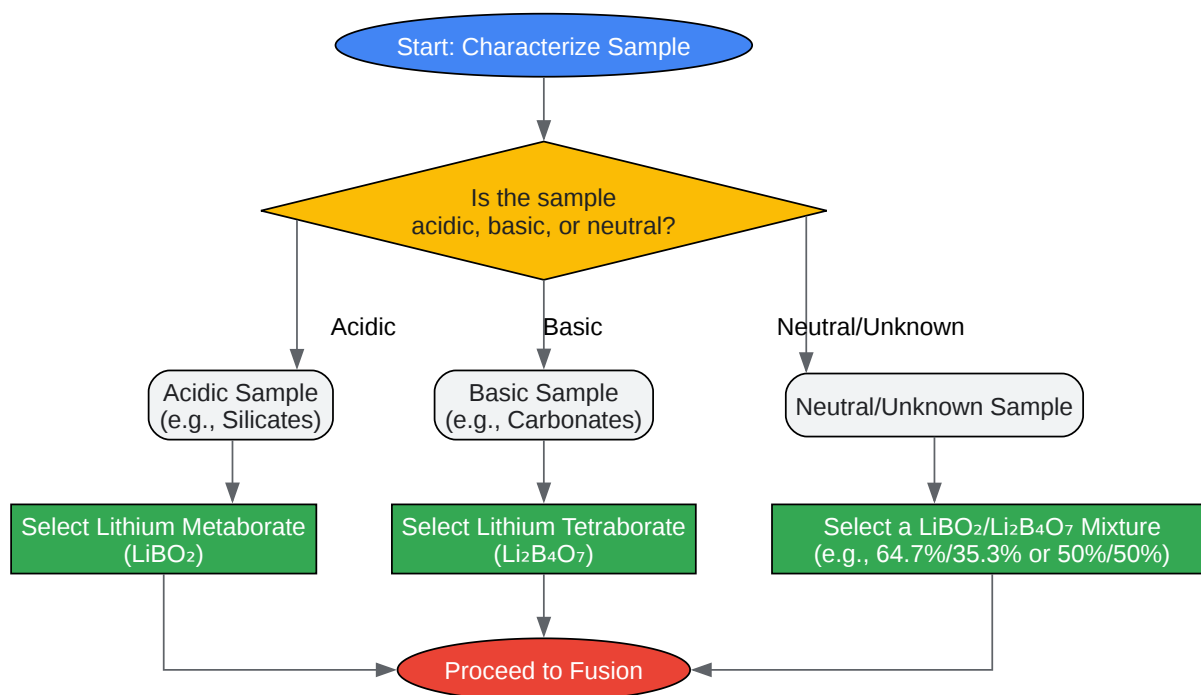 Start: Characterize Sample
Is the sample
acidic, basic, or neutral?
Acidic
Basic
Neutral/Unknown
Acidic Sample
(e.g., Silicates)
Basic Sample
(e.g., Carbonates)
Neutral/Unknown Sample
Select Lithium Metaborate
(LiBO₂)
Select Lithium Tetraborate
(Li₂B₄O₇)
Select a LiBO₂/Li₂B₄O₇ Mixture
(e.g., 64.7%/35.3% or 50%/50%)
Proceed to Fusion